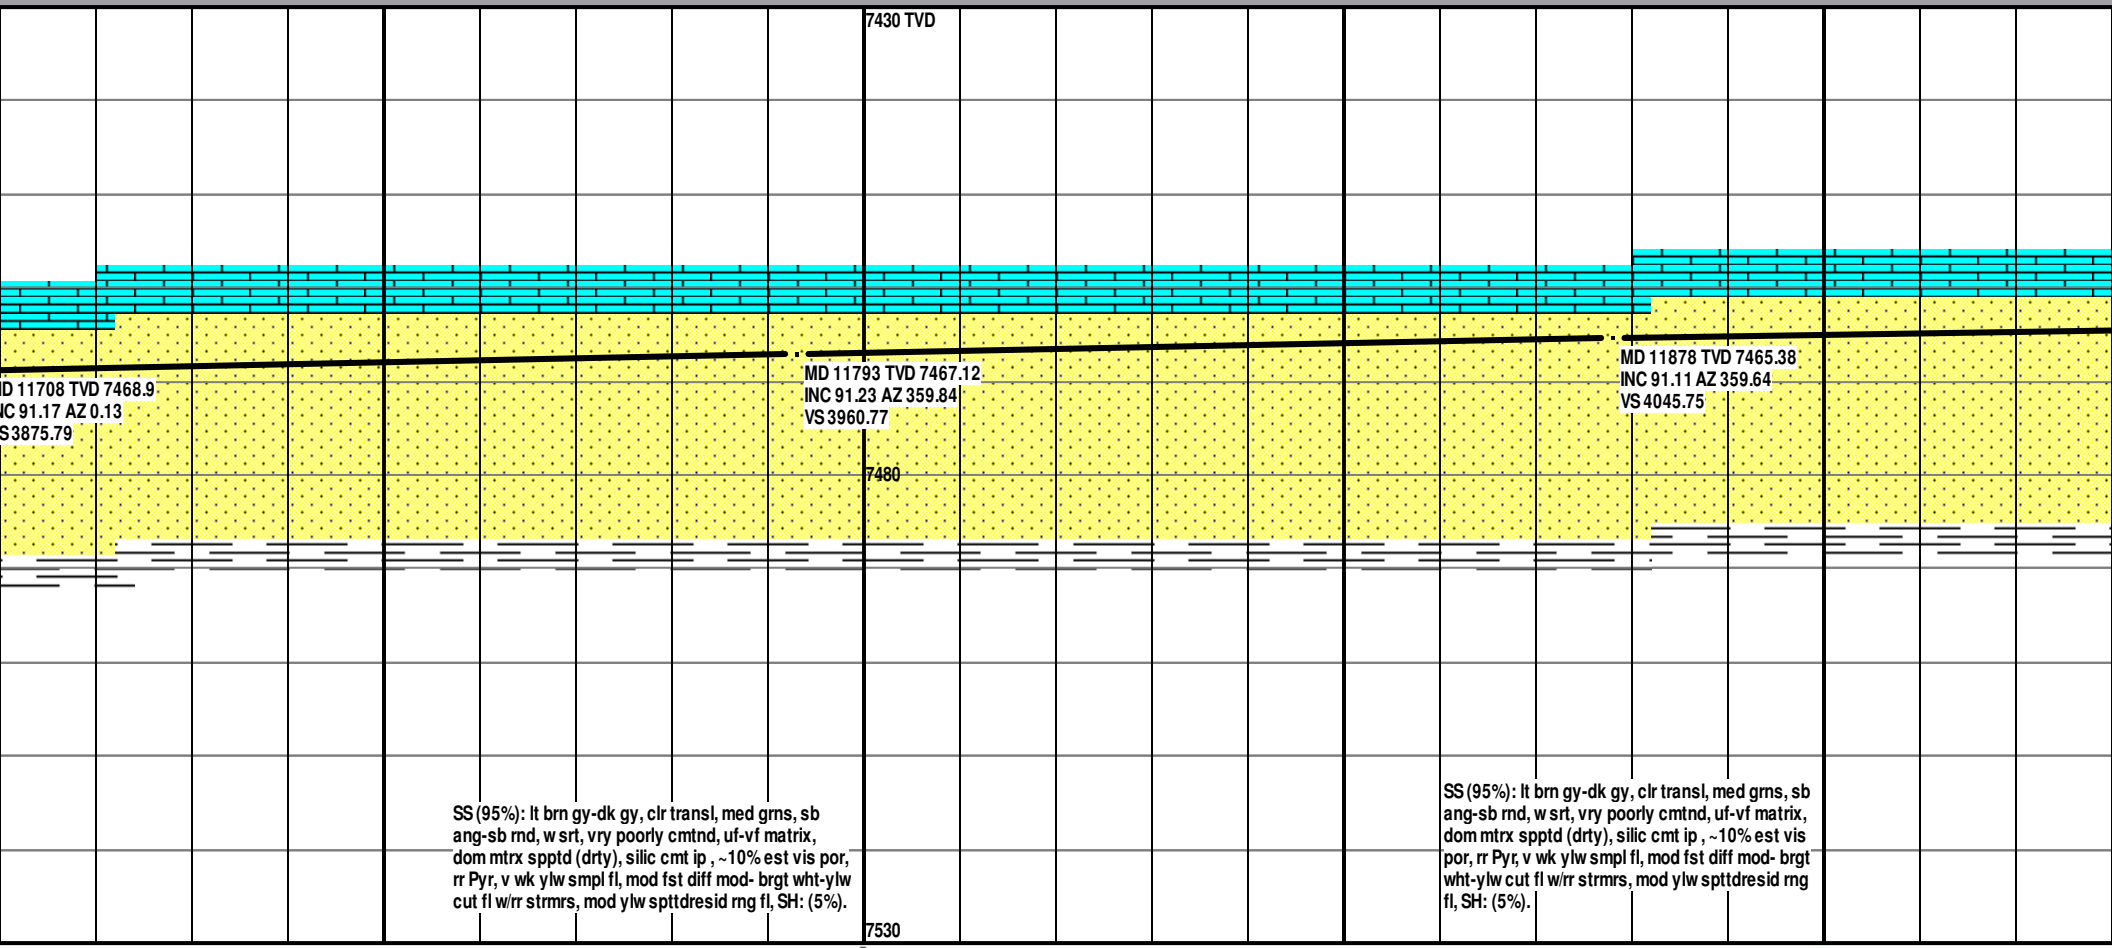 7430 TVD
MD 11708 TVD 7468.9
INC 91.17 AZ 0.13
VS 3875.79
MD 11793 TVD 7467.12
INC 91.23 AZ 359.84
VS 3960.77
MD 11878 TVD 7465.38
INC 91.11 AZ 359.64
VS 4045.75
7480
SS (95%): lt brn gy-dk gy, clr transl, med grns, sb
ang-sb rnd, w srt, vry poorly cmtnd, uf-vf matrix,
dom mtrx spptd (drty), silic cmt ip , ~10% est vis por,
rr Pyr, v wk ylw smpl fl, mod fst diff mod- brgt wht-ylw
cut fl w/rr strmrs, mod ylw spttdresid rng fl, SH: (5%).
SS (95%): lt brn gy-dk gy, clr transl, med grns, sb
ang-sb rnd, w srt, vry poorly cmtnd, uf-vf matrix,
dom mtrx spptd (drty), silic cmt ip , ~10% est vis
por, rr Pyr, v wk ylw smpl fl, mod fst diff mod- brgt
wht-ylw cut fl w/rr strmrs, mod ylw spttdresid rng
fl, SH: (5%).
7530